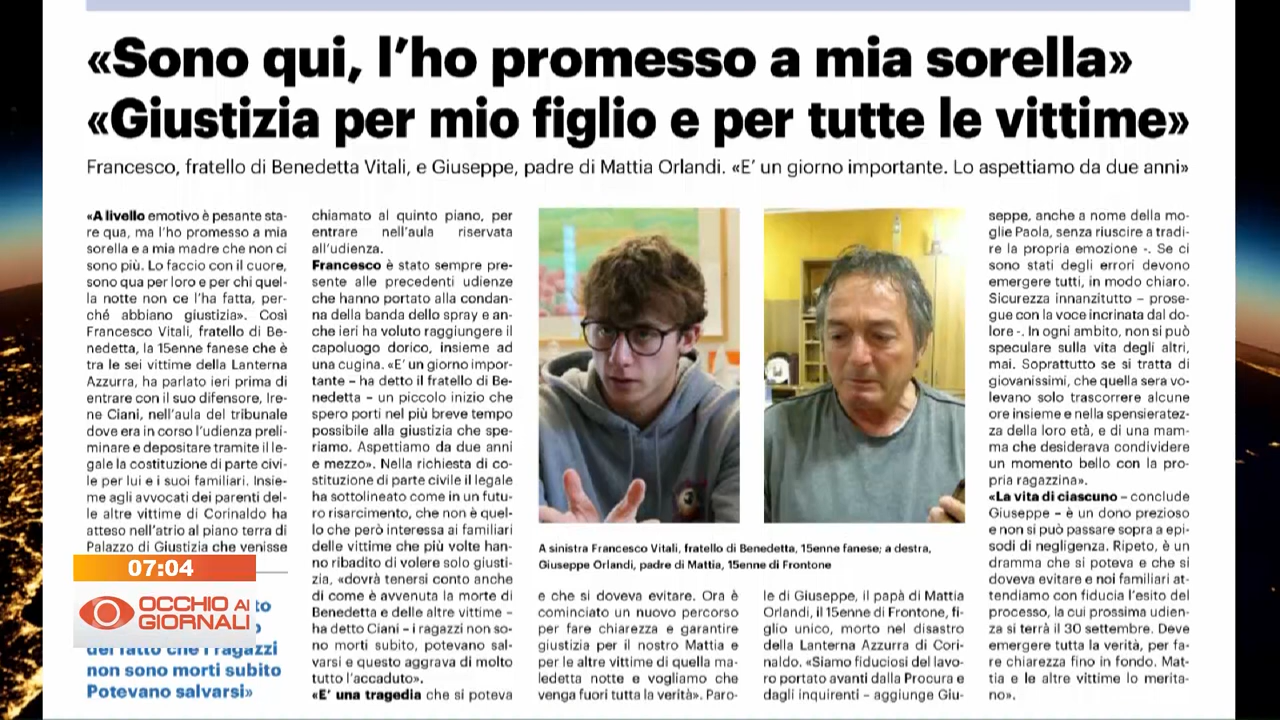 «Sono qui, l'ho promesso a mia sorella»
«Giustizia per mio figlio e per tutte le vittime»
Francesco, fratello di Benedetta Vitali, e Giuseppe, padre di Mattia Orlandi. «E' un giorno importante. Lo aspettiamo da due anni»
«A livello emotivo è pesante sta-
re qua, ma l'ho promesso a mia
sorella e a mia madre che non ci
sono più. Lo faccio con il cuore,
sono qua per loro e per chi quel-
la notte non ce l'ha fatta, per-
ché abbiano giustizia». Così
Francesco Vitali, fratello di Be-
nedetta, la 15enne fanese che è
tra le sei vittime della Lanterna
Azzurra, ha parlato ieri prima di
entrare con il suo difensore, Ire-
ne Ciani, nell'aula del tribunale
dove era in corso l'udienza preli-
minare e depositare tramite il le-
gale la costituzione di parte civi-
le per lui e i suoi familiari. Insie-
me agli avvocati dei parenti del-
le altre vittime di Corinaldo ha
atteso nell'atrio al piano terra di
Palazzo di Giustizia che venisse
07:04
OCCHIO AI
GIORNALI
to
o
del fatto che i ragazzi
non sono morti subito
Potevano salvarsi»
chiamato al quinto piano, per
entrare nell'aula riservata
all'udienza.
Francesco è stato sempre pre-
sente alle precedenti udienze
che hanno portato alla condan-
na della banda dello spray e an-
che ieri ha voluto raggiungere il
capoluogo dorico, insieme ad
una cugina. «E' un giorno impor-
tante – ha detto il fratello di Be-
nedetta – un piccolo inizio che
spero porti nel più breve tempo
possibile alla giustizia che spe-
riamo. Aspettiamo da due anni
e mezzo». Nella richiesta di co-
stituzione di parte civile il legale
ha sottolineato come in un futu-
ro risarcimento, che non è quel-
lo che però interessa ai familiari
delle vittime che più volte han-
no ribadito di volere solo giusti-
zia, «dovrà tenersi conto anche
di come è avvenuta la morte di
Benedetta e delle altre vittime –
ha detto Ciani – i ragazzi non so-
no morti subito, potevano sal-
varsi e questo aggrava di molto
tutto l'accaduto».
«E' una tragedia che si poteva
A sinistra Francesco Vitali, fratello di Benedetta, 15enne fanese; a destra,
Giuseppe Orlandi, padre di Mattia, 15enne di Frontone
e che si doveva evitare. Ora è
cominciato un nuovo percorso
per fare chiarezza e garantire
giustizia per il nostro Mattia e
per le altre vittime di quella ma-
ledetta notte e vogliamo che
venga fuori tutta la verità». Paro-
le di Giuseppe, il papà di Mattia
Orlandi, il 15enne di Frontone, fi-
glio unico, morto nel disastro
della Lanterna Azzurra di Cori-
naldo. «Siamo fiduciosi del lavo-
ro portato avanti dalla Procura e
dagli inquirenti – aggiunge Giu-
seppe, anche a nome della mo-
glie Paola, senza riuscire a tradi-
re la propria emozione -. Se ci
sono stati degli errori devono
emergere tutti, in modo chiaro.
Sicurezza innanzitutto – prose-
gue con la voce incrinata dal do-
lore -. In ogni ambito, non si può
speculare sulla vita degli altri,
mai. Soprattutto se si tratta di
giovanissimi, che quella sera vo-
levano solo trascorrere alcune
ore insieme e nella spensieratez-
za della loro età, e di una mam-
ma che desiderava condividere
un momento bello con la pro-
pria ragazzina».
«La vita di ciascuno – conclude
Giuseppe – è un dono prezioso
e non si può passare sopra a epi-
sodi di negligenza. Ripeto, è un
dramma che si poteva e che si
doveva evitare e noi familiari at-
tendiamo con fiducia l'esito del
processo, la cui prossima udien-
za si terrà il 30 settembre. Deve
emergere tutta la verità, per fa-
re chiarezza fino in fondo. Mat-
tia e le altre vittime lo merita-
no».